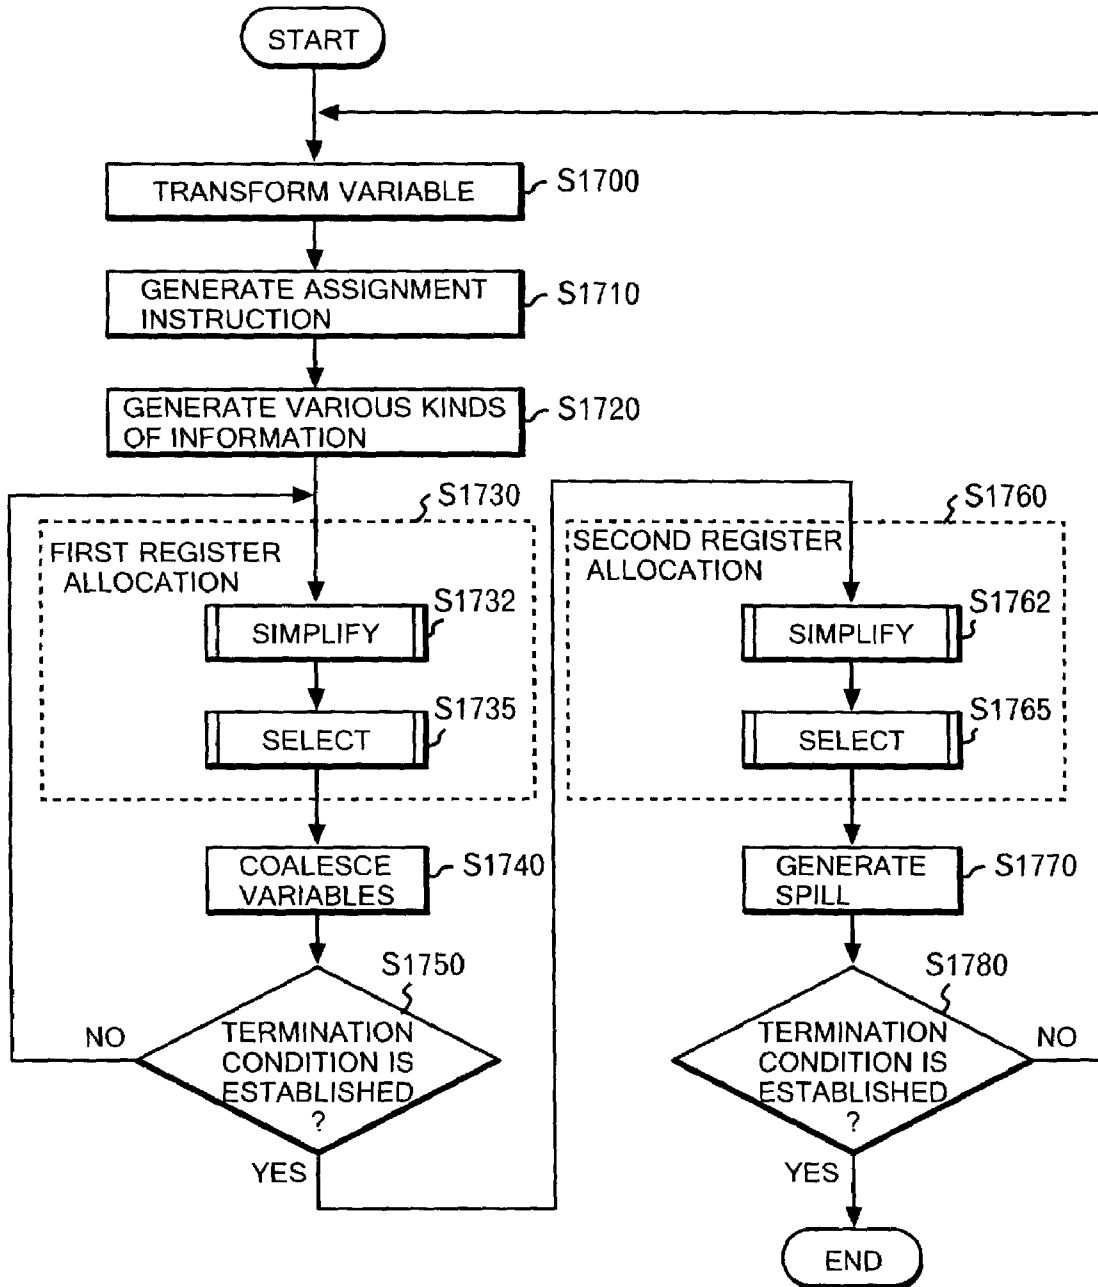 START
TRANSFORM VARIABLE
S1700
GENERATE ASSIGNMENT
INSTRUCTION
S1710
GENERATE VARIOUS KINDS
OF INFORMATION
S1720
S1730
FIRST REGISTER
ALLOCATION
SIMPLIFY
S1732
SELECT
S1735
COALESCE
VARIABLES
S1740
S1750
TERMINATION
CONDITION IS
ESTABLISHED
?
NO
YES
S1760
SECOND REGISTER
ALLOCATION
SIMPLIFY
S1762
SELECT
S1765
GENERATE
SPILL
S1770
S1780
TERMINATION
CONDITION IS
ESTABLISHED
?
NO
YES
END